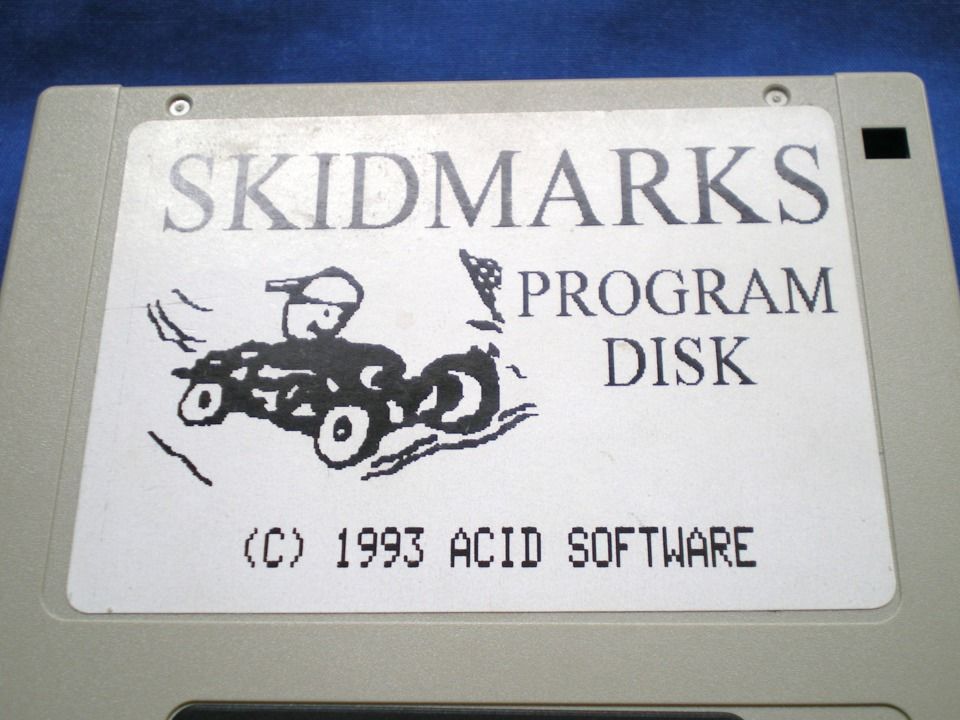 SKIDMARKS
PROGRAM
DISK
(C) 1993 ACID SOFTWARE